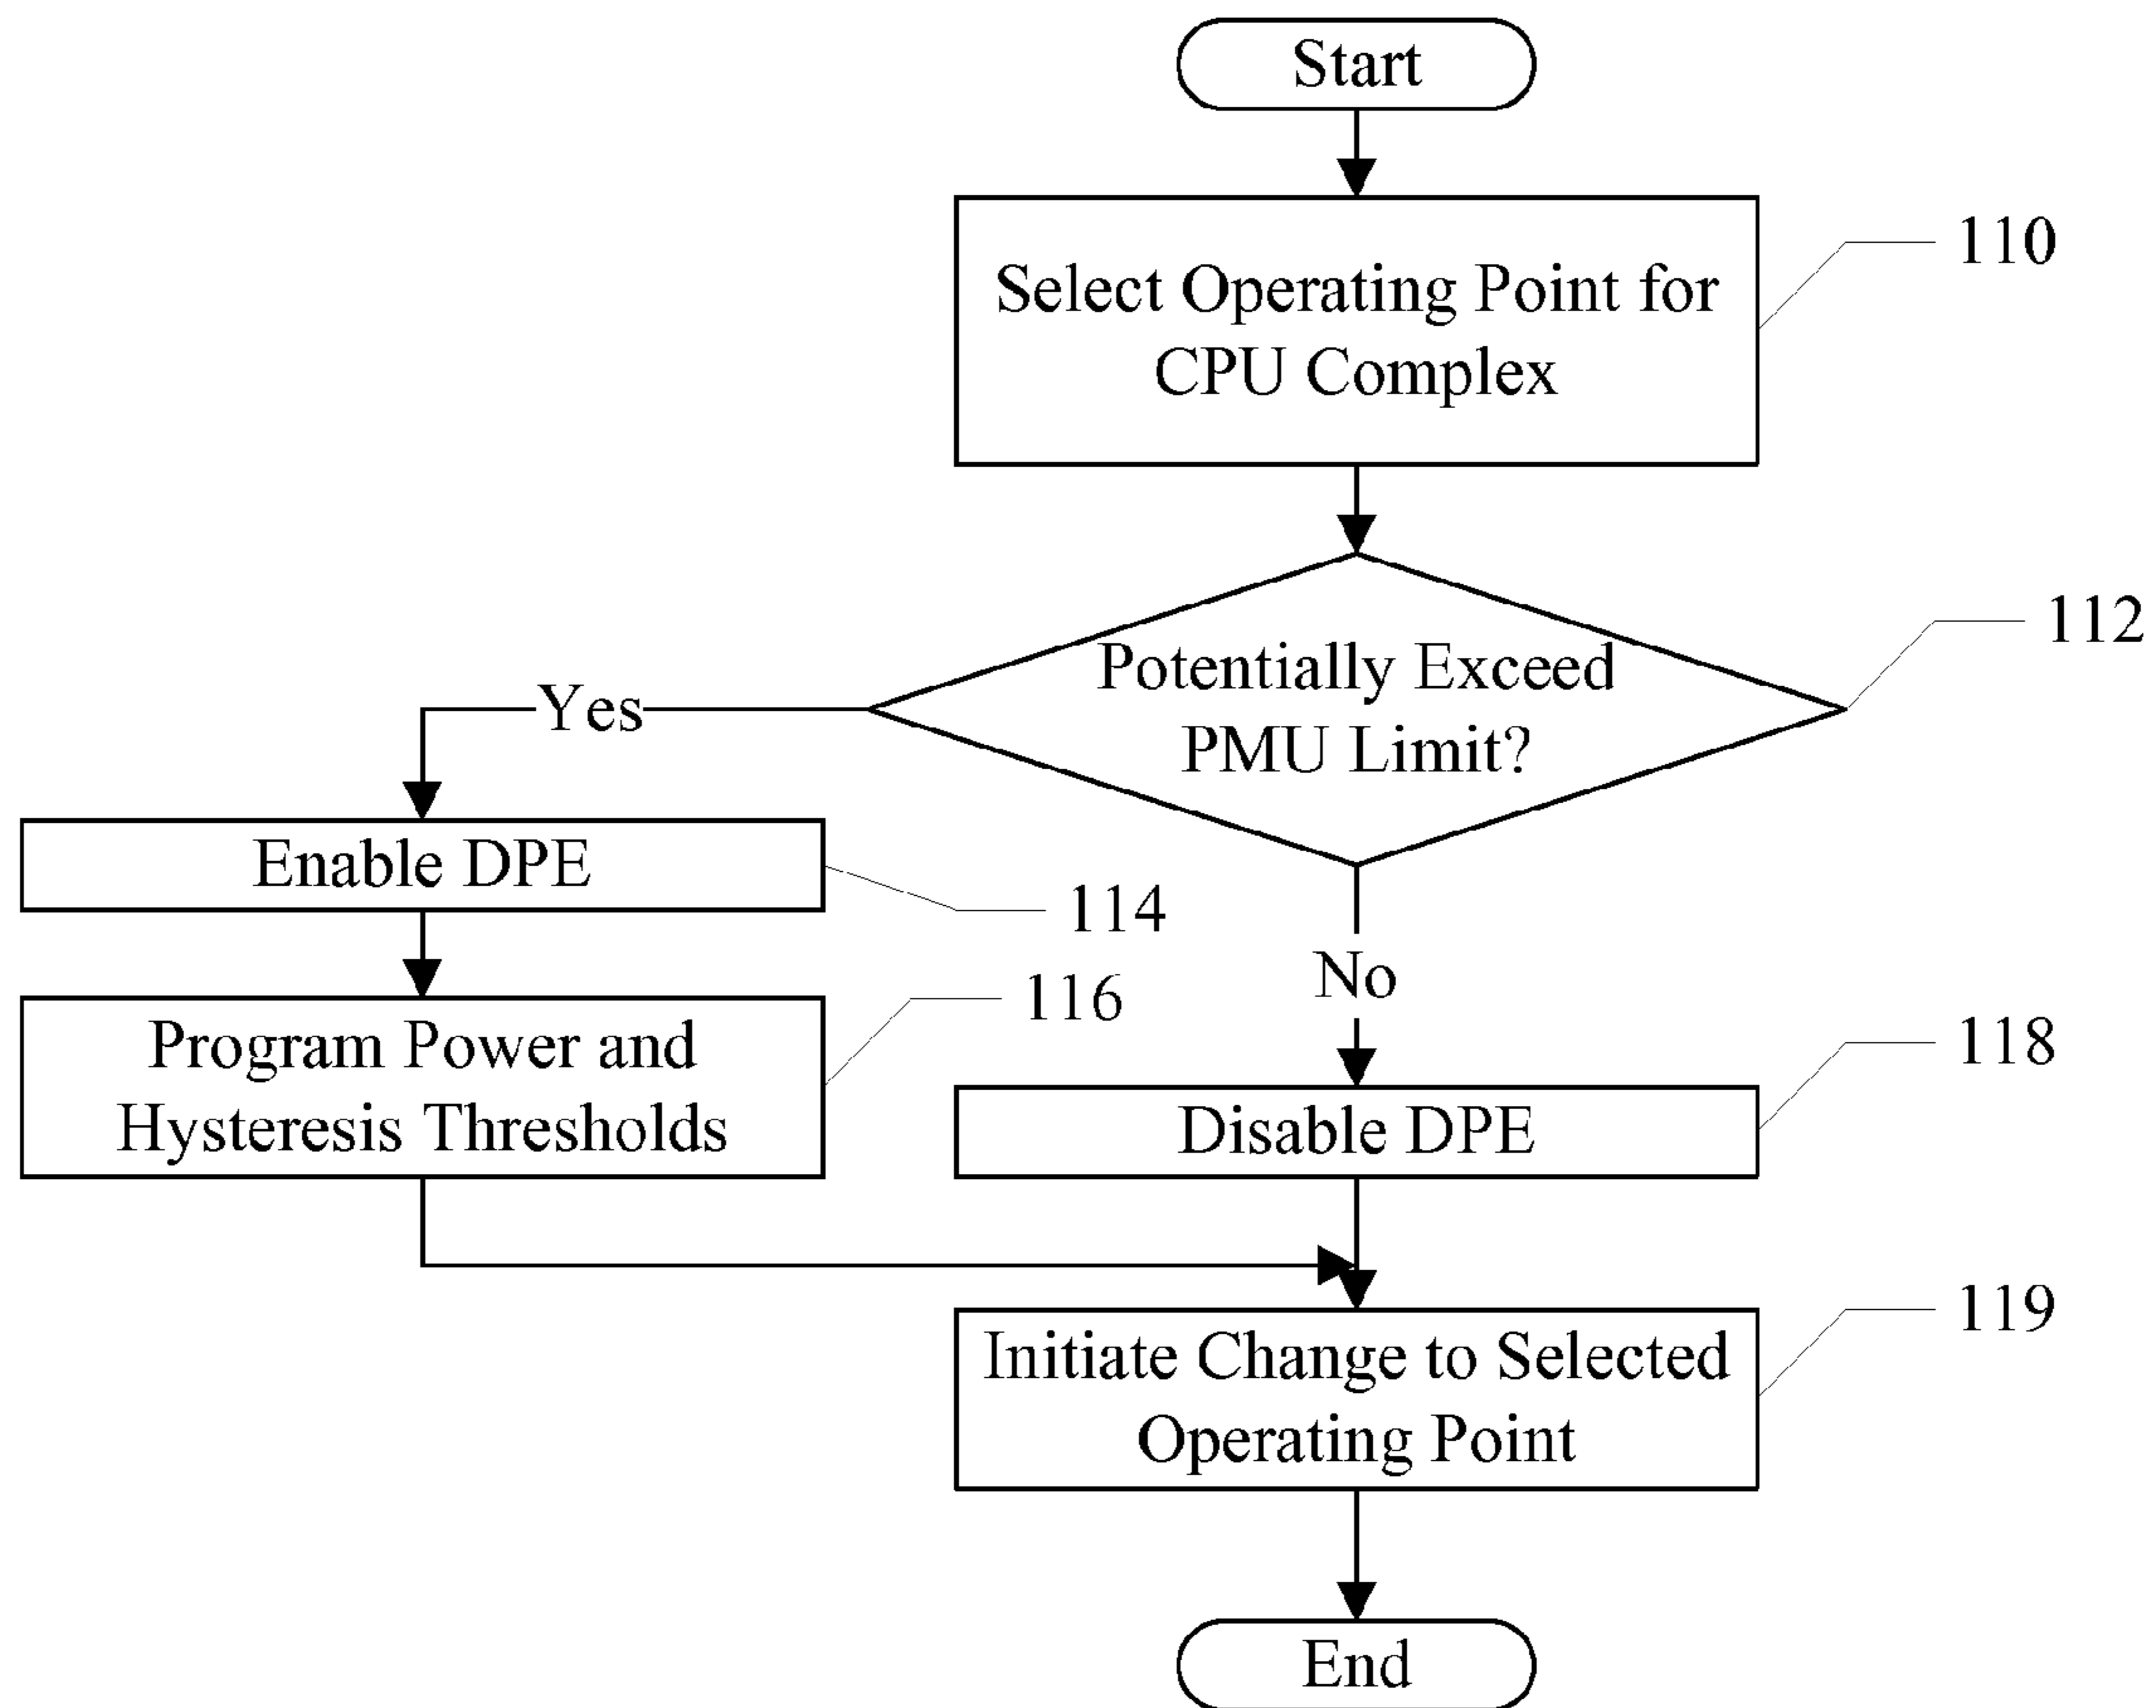 Start
Select Operating Point for
CPU Complex
110
Potentially Exceed
PMU Limit?
112
Yes
Enable DPE
114
Program Power and
Hysteresis Thresholds
116
No
Disable DPE
118
Initiate Change to Selected
Operating Point
119
End